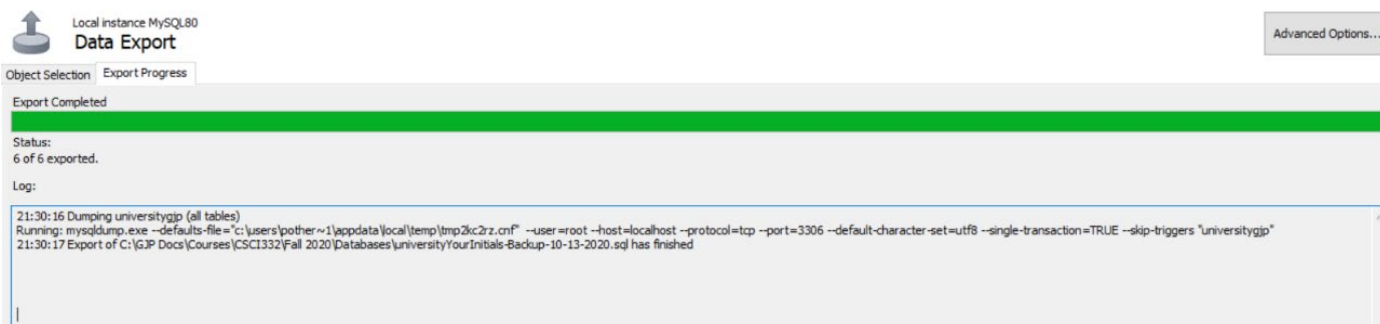 Local instance MySQL80
Data Export
Advanced Options...
Object Selection Export Progress
Export Completed
Status:
6 of 6 exported.
Log:
21:30:16 Dumping universitygjp (all tables)
Running: mysqldump.exe --defaults-file="c:\users\pother~1\appdata\local\temp\tmp2kc2rz.cnf" --user=root --host=localhost --protocol=tcp --port=3306 --default-character-set=utf8 --single-transaction=TRUE --skip-triggers "universitygjp"
21:30:17 Export of C:\GJP Docs\Courses\CSCI332\Fall 2020\Databases\universityYourInitials-Backup-10-13-2020.sql has finished